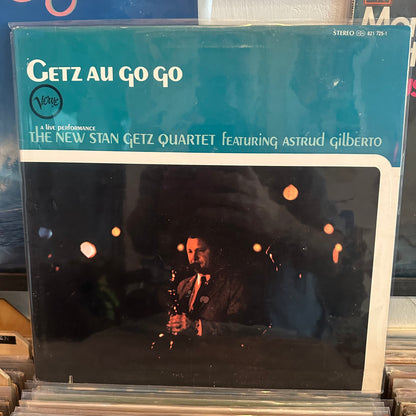 STEREO 821 725-1
GETZ AU GO GO
Verve
a live performance
THE NEW STAN GETZ QUARTET featuring astrud gilberto